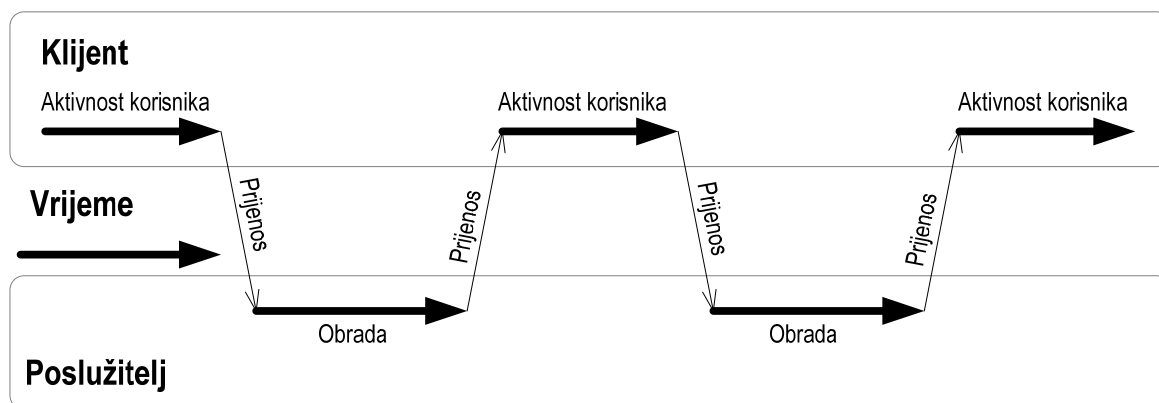 Klijent
Aktivnost korisnika
Aktivnost korisnika
Aktivnost korisnika
Vrijeme
Prijenos
Prijenos
Prijenos
Prijenos
Obrada
Obrada
Poslužitelj